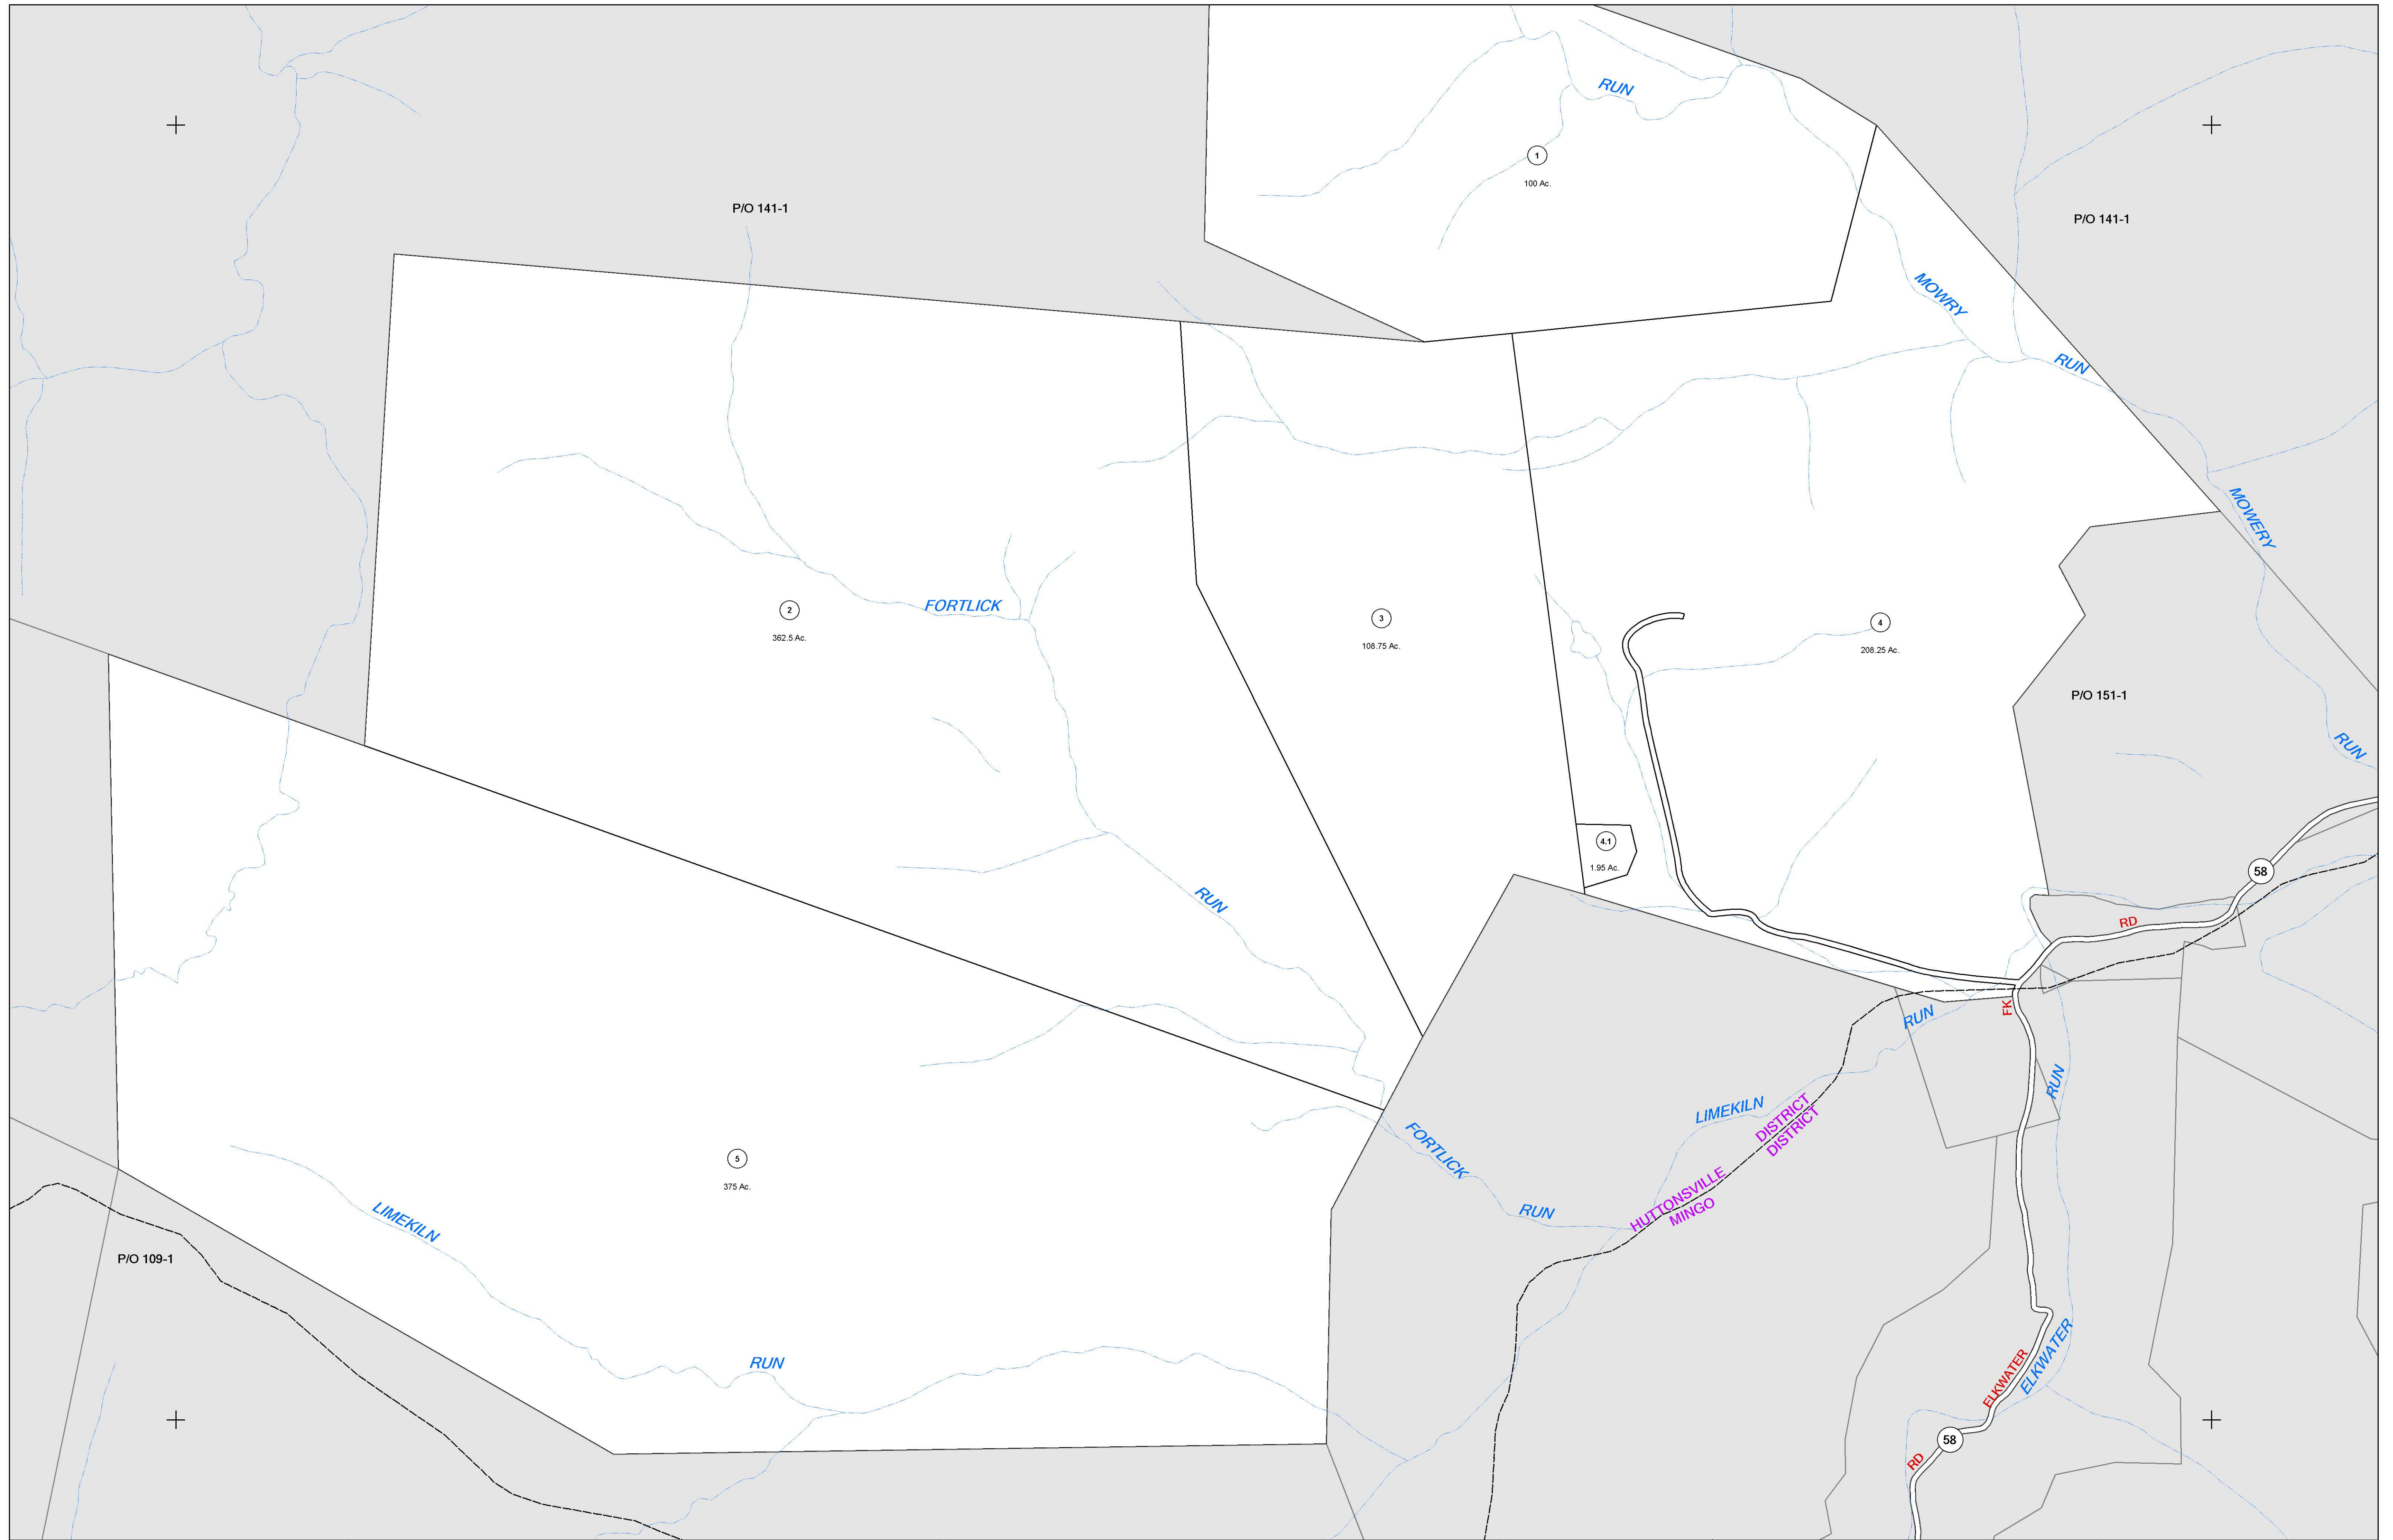 RUN
1
100 Ac.
P/O 141-1
P/O 141-1
MOWRY
RUN
MOWERY
FORTLICK
2
362.5 Ac.
3
108.75 Ac.
4
208.25 Ac.
P/O 151-1
RUN
4.1
1.95 Ac.
58
RUN
RD
FK
RUN
RUN
LIMEKILN
DISTRICT
DISTRICT
FORTLICK
5
375 Ac.
HUTTONSVILLE
MINGO
RUN
LIMEKILN
P/O 109-1
RUN
ELKWATER
ELKWATER
58
RD